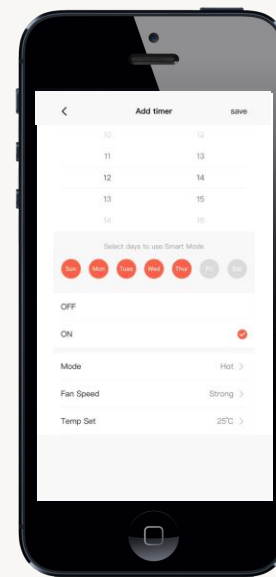 Add timer save
10 12
11 13
12 14
13 15
14 16
Select days to use Smart Mode
Sun Mon Tues Wed Thur Fri Sat
OFF
ON
Mode Hot
Fan Speed Strong
Temp Set 25℃